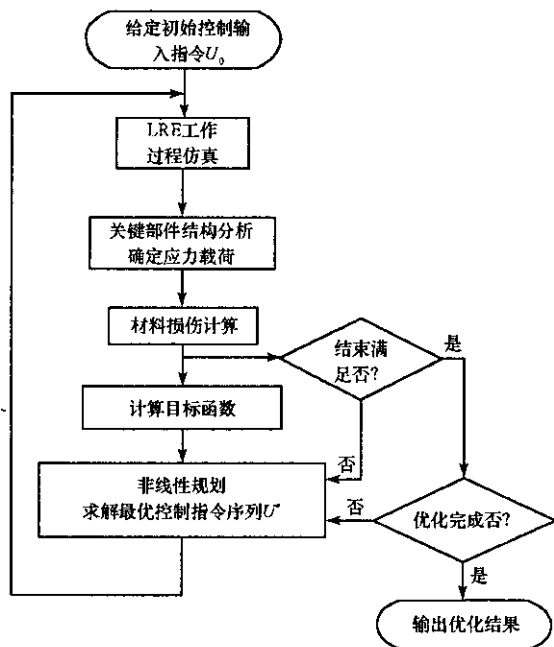 给定初始控制输
入指令U₀
LRE工作
过程仿真
关键部件结构分析
确定应力载荷
材料损伤计算
结束满
足否?
是
计算目标函数
否
非线性规划
求解最优控制指令序列U*
否
优化完成否?
是
输出优化结果